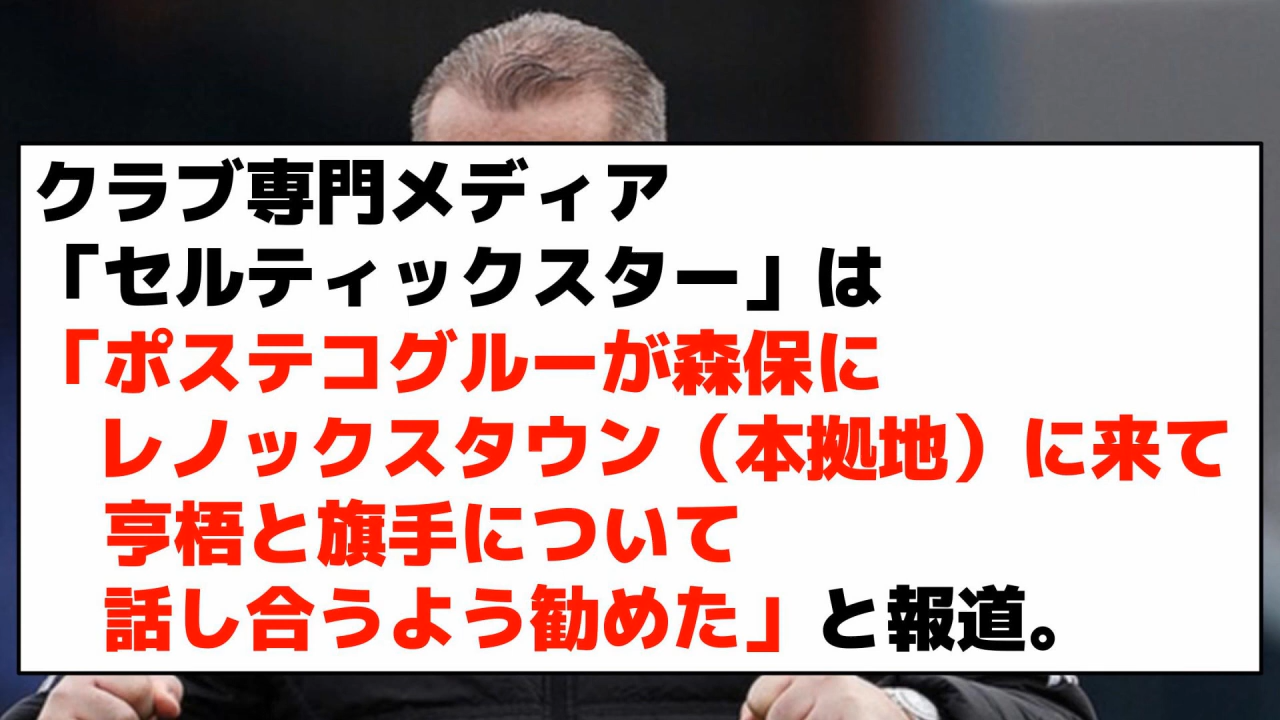 クラブ専門メディア
「セルティックスター」は
「ポステコグルーが森保に
レノックスタウン（本拠地）に来て
亨梧と旗手について
話し合うよう勧めた」と報道。